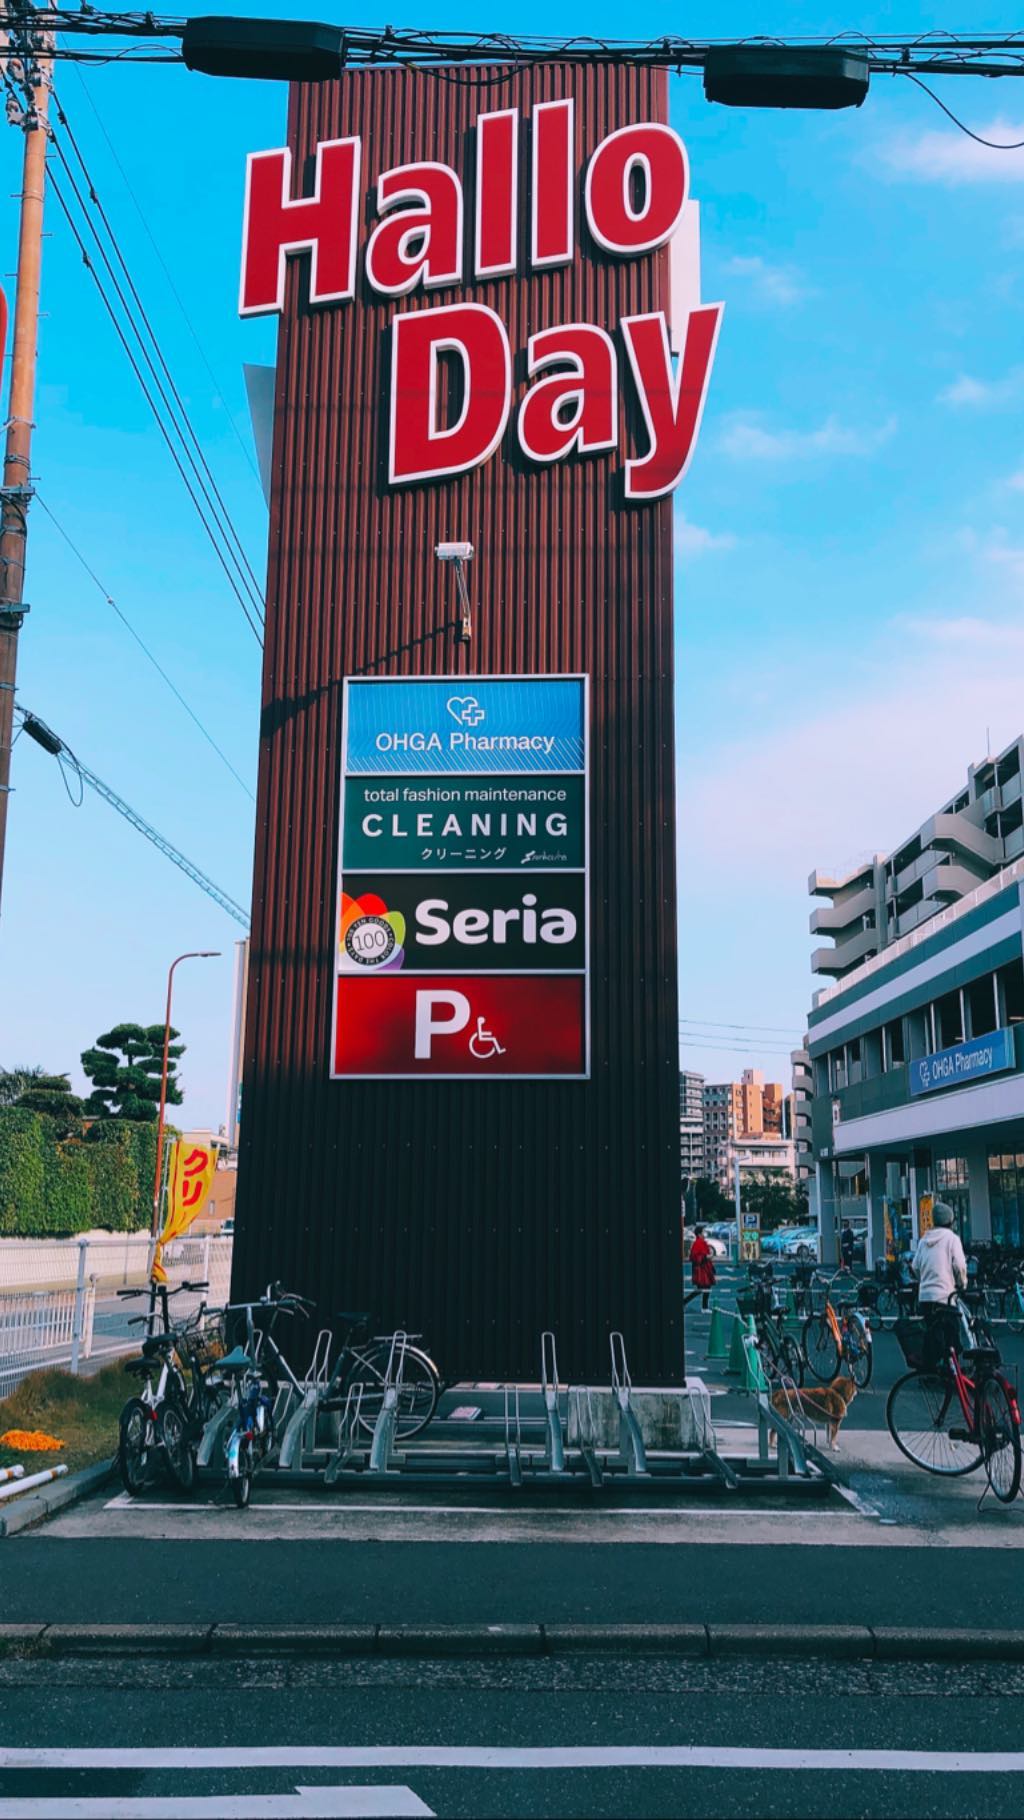 Hallo
Day
OHGA Pharmacy
total fashion maintenance
CLEANING
クリーニング
100
Seria
P
OHGA Pharmacy
クリ
P